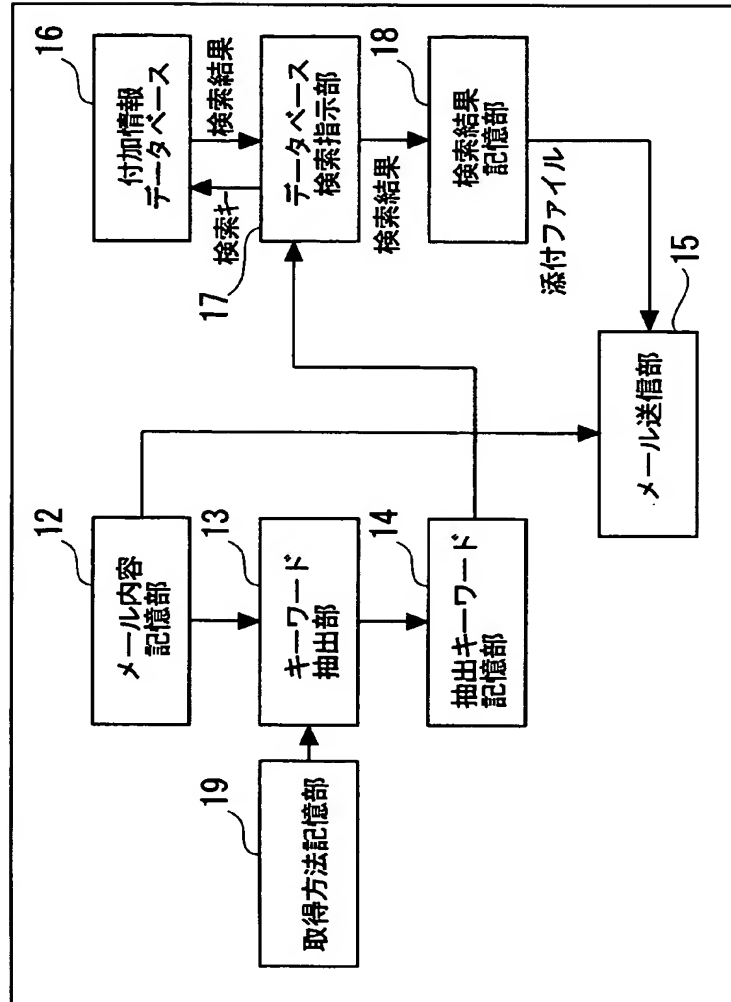 12
メール内容
記憶部
19
取得方法記憶部
13
キーワード
抽出部
14
抽出キーワード
記憶部
16
付加情報
データベース
検索キー
検索結果
17
データベース
検索指示部
検索結果
18
検索結果
記憶部
添付ファイル
15
メール送信部